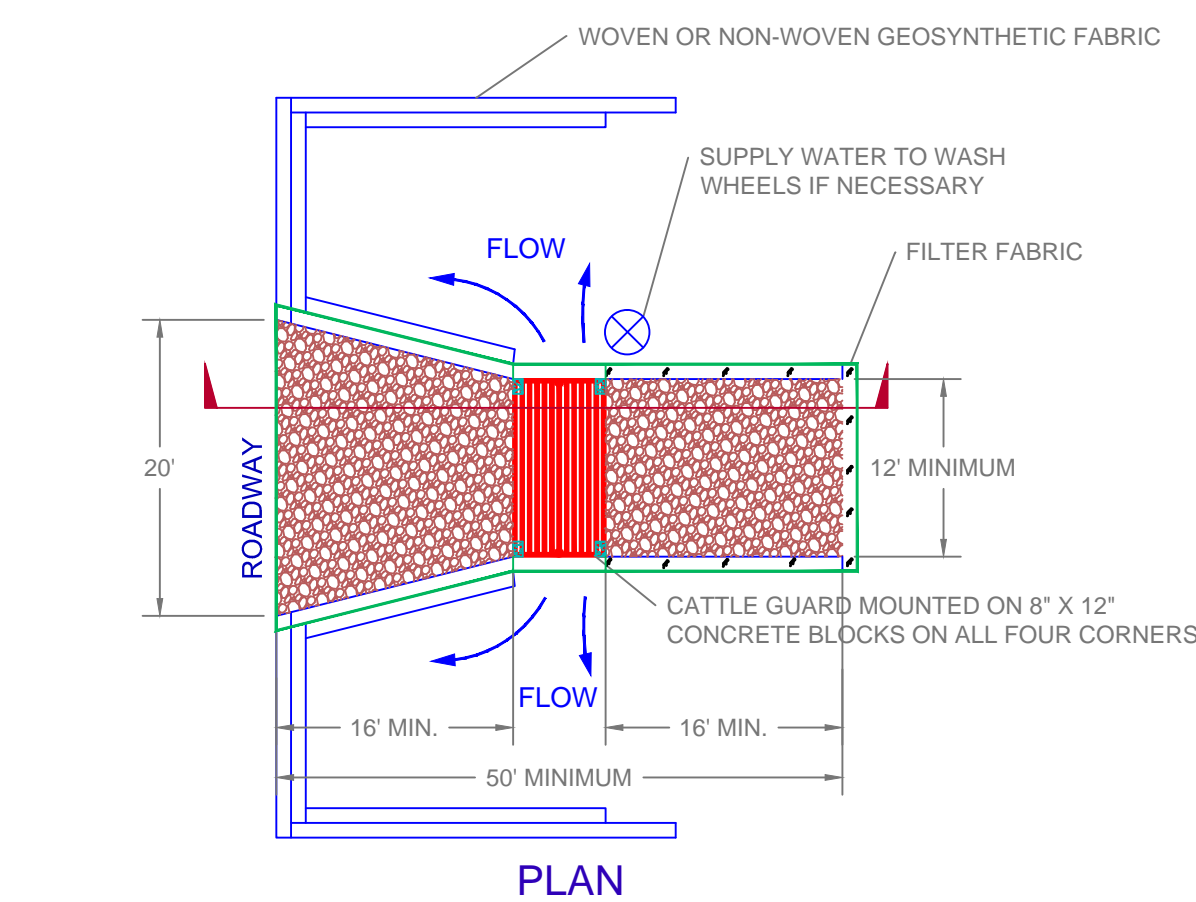 WOVEN OR NON-WOVEN GEOSYNTHETIC FABRIC
SUPPLY WATER TO WASH
WHEELS IF NECESSARY
FLOW
FILTER FABRIC
20'
ROADWAY
12' MINIMUM
CATTLE GUARD MOUNTED ON 8" X 12"
CONCRETE BLOCKS ON ALL FOUR CORNERS
FLOW
16' MIN.
16' MIN.
50' MINIMUM
PLAN